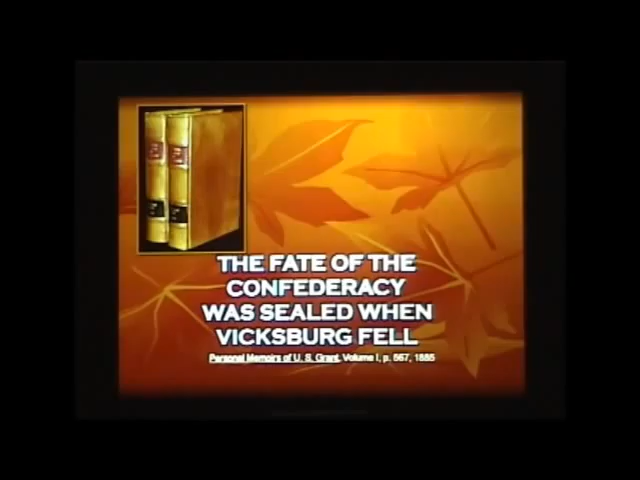 THE FATE OF THE
CONFEDERACY
WAS SEALED WHEN
VICKSBURG FELL
Personal Memoirs of U. S. Grant, Volume I, p. 567, 1885